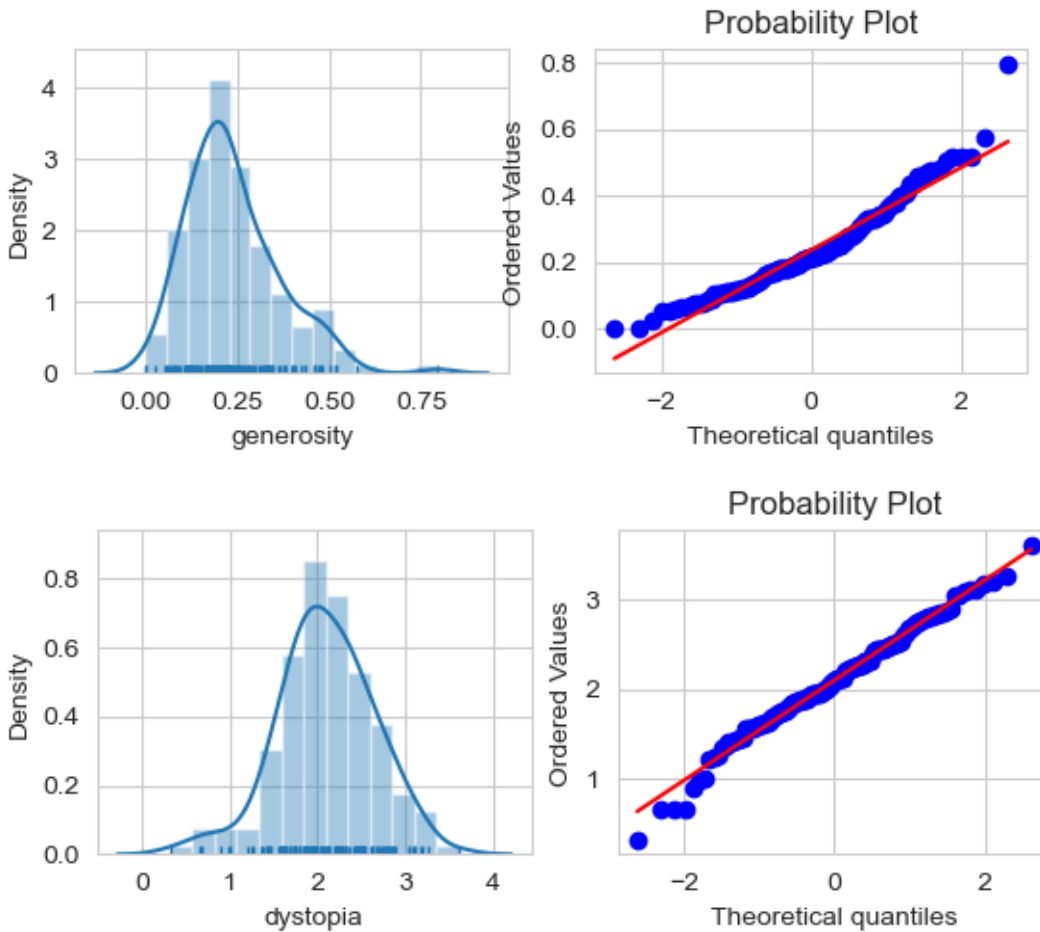 Probability Plot
Density
4
3
2
1
0
0.00 0.25 0.50 0.75
generosity
Ordered Values
0.8
0.6
0.4
0.2
0.0
−2 0 2
Theoretical quantiles
Probability Plot
Density
0.8
0.6
0.4
0.2
0.0
0 1 2 3 4
dystopia
Ordered Values
3
2
1
−2 0 2
Theoretical quantiles